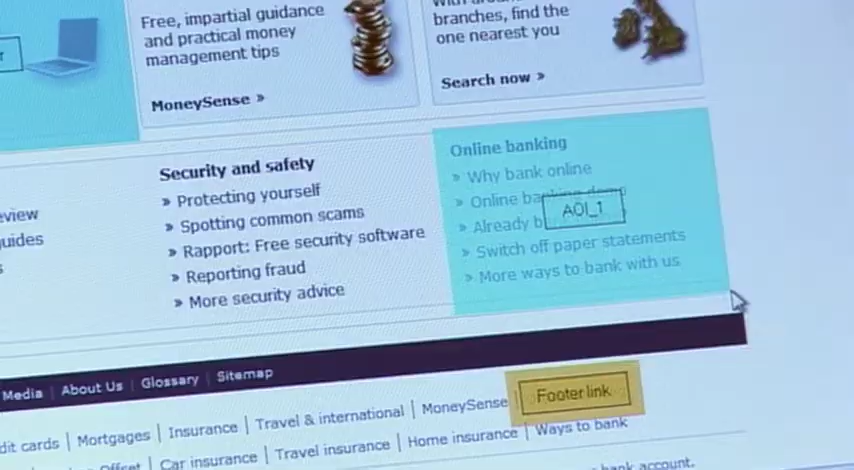 Free, impartial guidance
and practical money
management tips
MoneySense »
branches, find the
one nearest you
Search now »
Security and safety
» Protecting yourself
» Spotting common scams
» Rapport: Free security software
» Reporting fraud
» More security advice
Online banking
» Why bank online
» Online banking demo
» Already b
AOI_1
» Switch off paper statements
» More ways to bank with us
Media | About Us | Glossary | Sitemap
dit cards | Mortgages | Insurance | Travel & international | MoneySense |
Footer link
Car insurance | Travel insurance | Home insurance | Ways to bank
bank account.